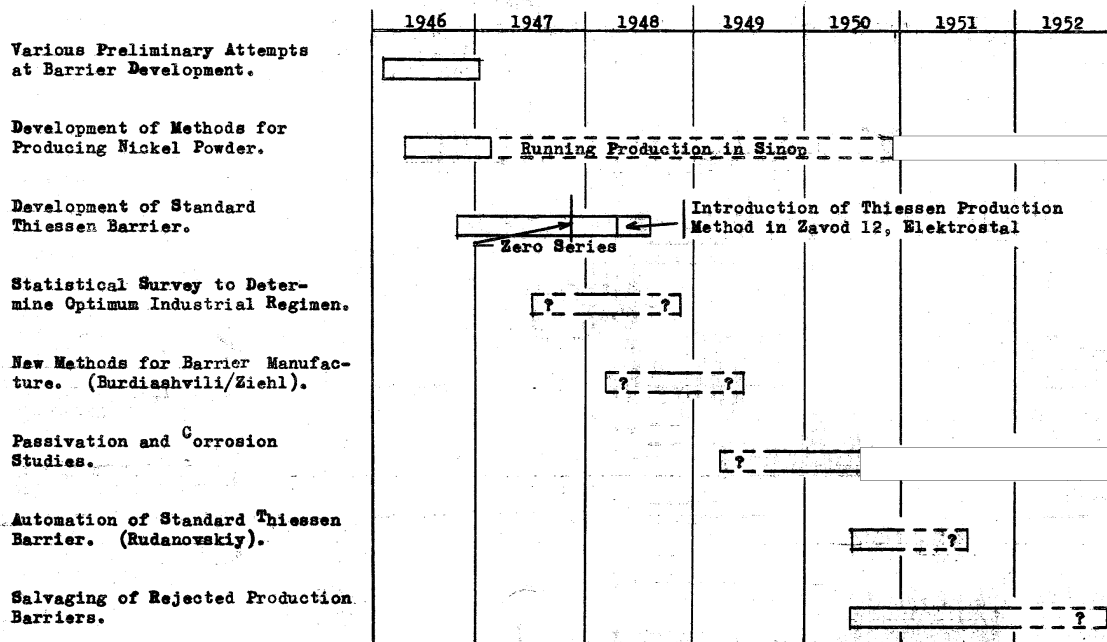 1946 1947 1948 1949 1950 1951 1952
Various Preliminary Attempts
at Barrier Development.
Development of Methods for
Producing Nickel Powder.
Running Production in Sinop
Development of Standard
Thiessen Barrier.
Introduction of Thiessen Production
Method in Zavod 12, Elektrostal
Zero Series
Statistical Survey to Deter-
mine Optimum Industrial Regimen.
? ?
New Methods for Barrier Manufac-
ture. (Burdiashvili/Ziehl).
? ?
Passivation and Corrosion
Studies.
?
Automation of Standard Thiessen
Barrier. (Rudanovskiy).
?
Salvaging of Rejected Production
Barriers.
?